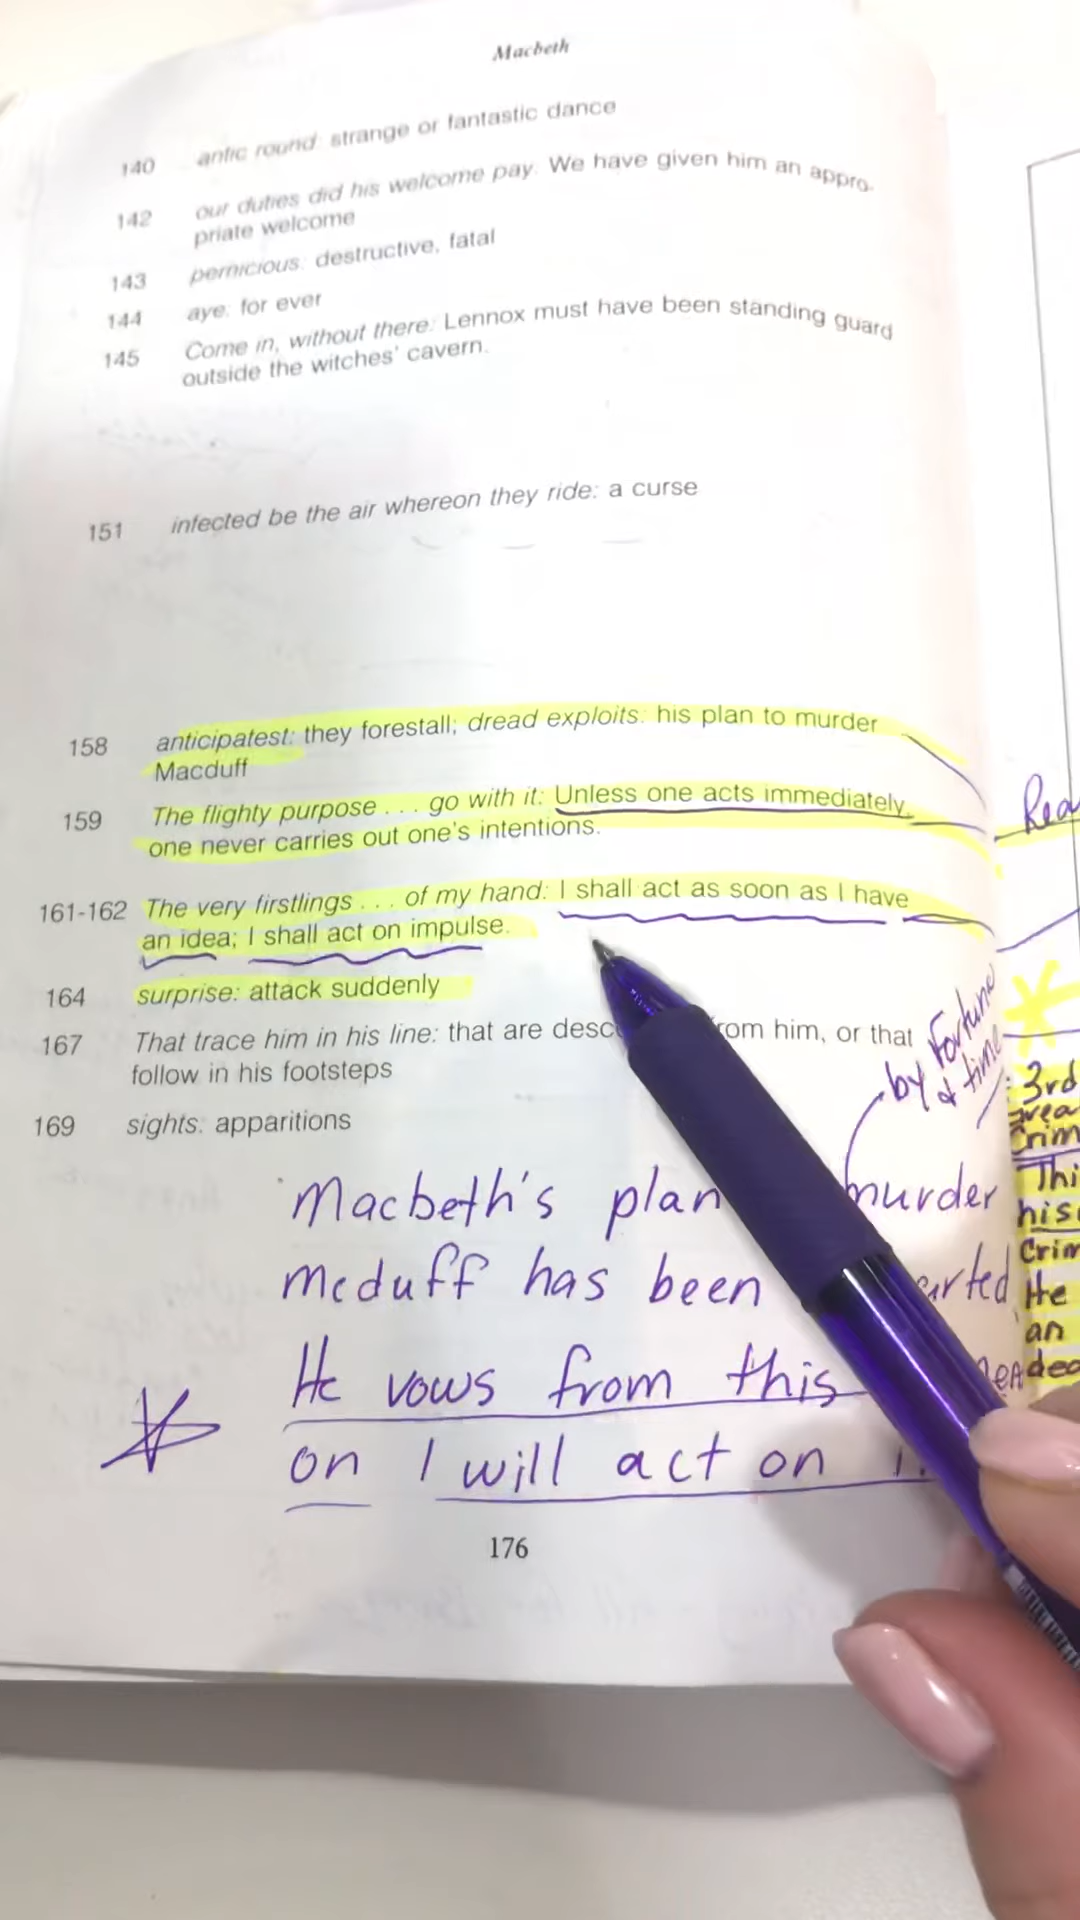 Macbeth
140 antic round: strange or fantastic dance
142 our duties did his welcome pay: We have given him an appro-
priate welcome
143 pernicious: destructive, fatal
144 aye: for ever
145 Come in, without there: Lennox must have been standing guard
outside the witches' cavern.
151 infected be the air whereon they ride: a curse
158 anticipatest: they forestall; dread exploits: his plan to murder
Macduff
159 The flighty purpose . . . go with it: Unless one acts immediately
one never carries out one's intentions.
161-162 The very firstlings . . . of my hand: I shall act as soon as I have
an idea; I shall act on impulse.
164 surprise: attack suddenly
167 That trace him in his line: that are from him, or that
follow in his footsteps
169 sights: apparitions
by Fortune
& time
Macbeth's plan murder
Mcduff has been
He vows from this
on I will act on
176
3rd
This
his
He
an